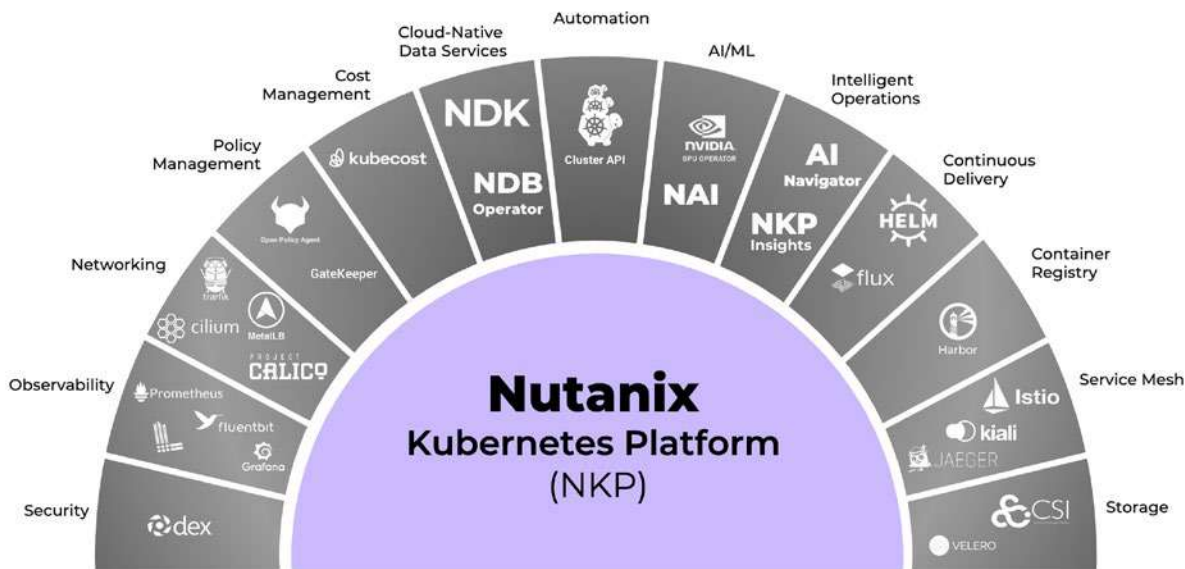 Automation
Cloud-Native
Data Services
AI/ML
Cost
Management
Intelligent
Operations
Policy
Management
Continuous
Delivery
Networking
Container
Registry
Observability
Service Mesh
Security
Storage
NDK
NDB
Operator
Cluster API
NVIDIA
GPU OPERATOR
NAI
AI
Navigator
NKP
Insights
kubecost
Open Policy Agent
GateKeeper
HELM
flux
træfik
cilium
MetalLB
PROJECT
CALICO
Harbor
Prometheus
fluentbit
Grafana
Istio
kiali
JAEGER
dex
CSI
VELERO
Nutanix
Kubernetes Platform
(NKP)